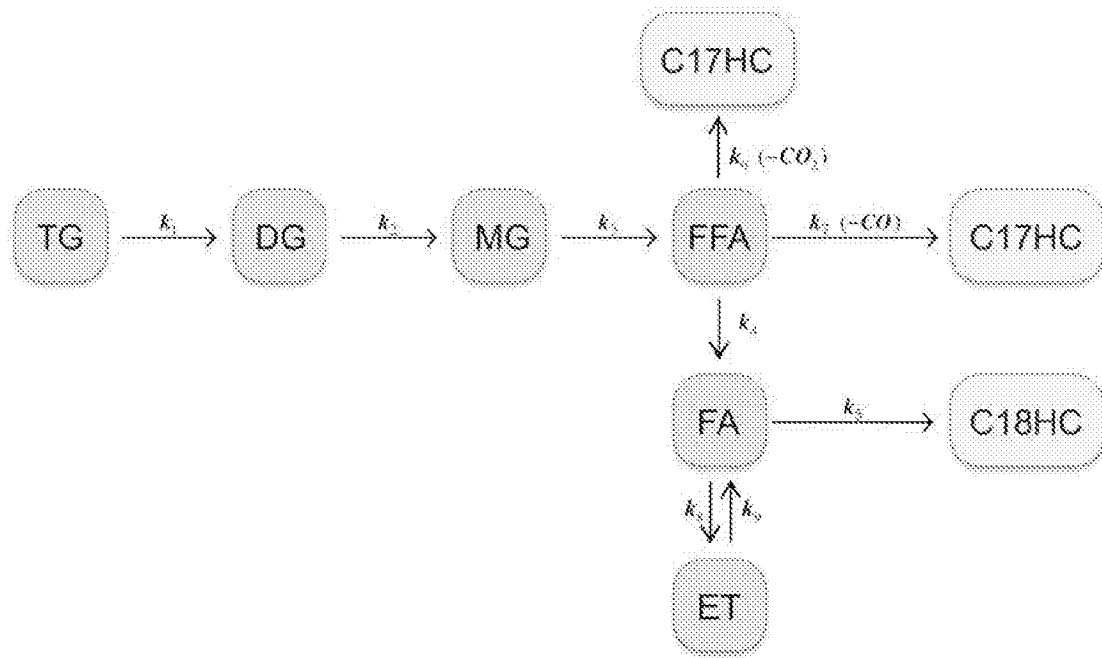 C17HC
k₆ (-CO₂)
TG
k₁
DG
k₂
MG
k₃
FFA
k₇ (-CO)
C17HC
k₄
FA
k₅
C18HC
k₈
k₉
ET